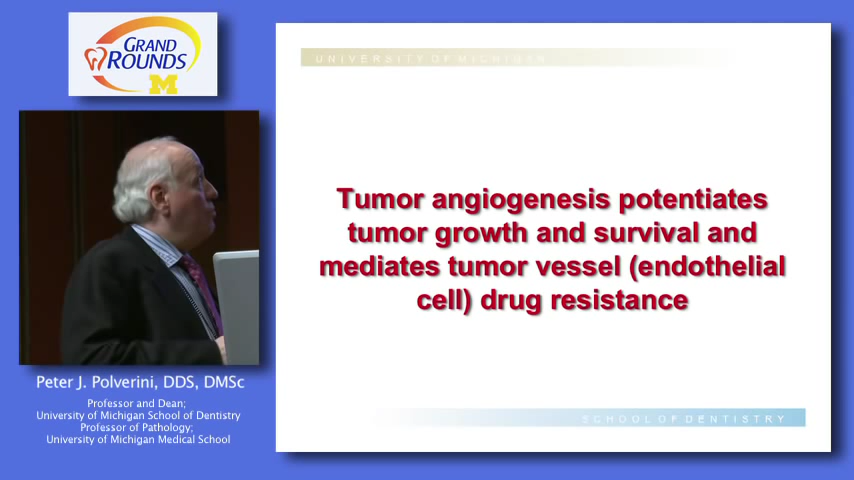 GRAND
ROUNDS
M
UNIVERSITY OF MICHIGAN
Tumor angiogenesis potentiates
tumor growth and survival and
mediates tumor vessel (endothelial
cell) drug resistance
SCHOOL OF DENTISTRY
Peter J. Polverini, DDS, DMSc
Professor and Dean;
University of Michigan School of Dentistry
Professor of Pathology;
University of Michigan Medical School